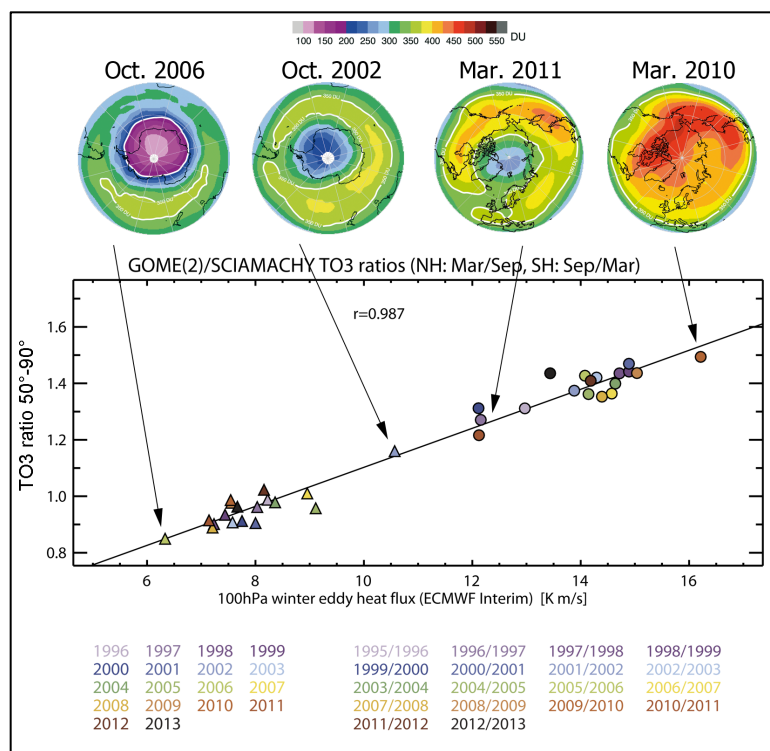 100 150 200 250 300 350 400 450 500 550 DU
Oct. 2006 Oct. 2002 Mar. 2011 Mar. 2010
GOME(2)/SCIAMACHY TO3 ratios (NH: Mar/Sep, SH: Sep/Mar)
r=0.987
1.6
1.4
1.2
1.0
0.8
TO3 ratio 50°-90°
6 8 10 12 14 16
100hPa winter eddy heat flux (ECMWF Interim) [K m/s]
1996 1997 1998 1999 1995/1996 1996/1997 1997/1998 1998/1999
2000 2001 2002 2003 1999/2000 2000/2001 2001/2002 2002/2003
2004 2005 2006 2007 2003/2004 2004/2005 2005/2006 2006/2007
2008 2009 2010 2011 2007/2008 2008/2009 2009/2010 2010/2011
2012 2013 2011/2012 2012/2013